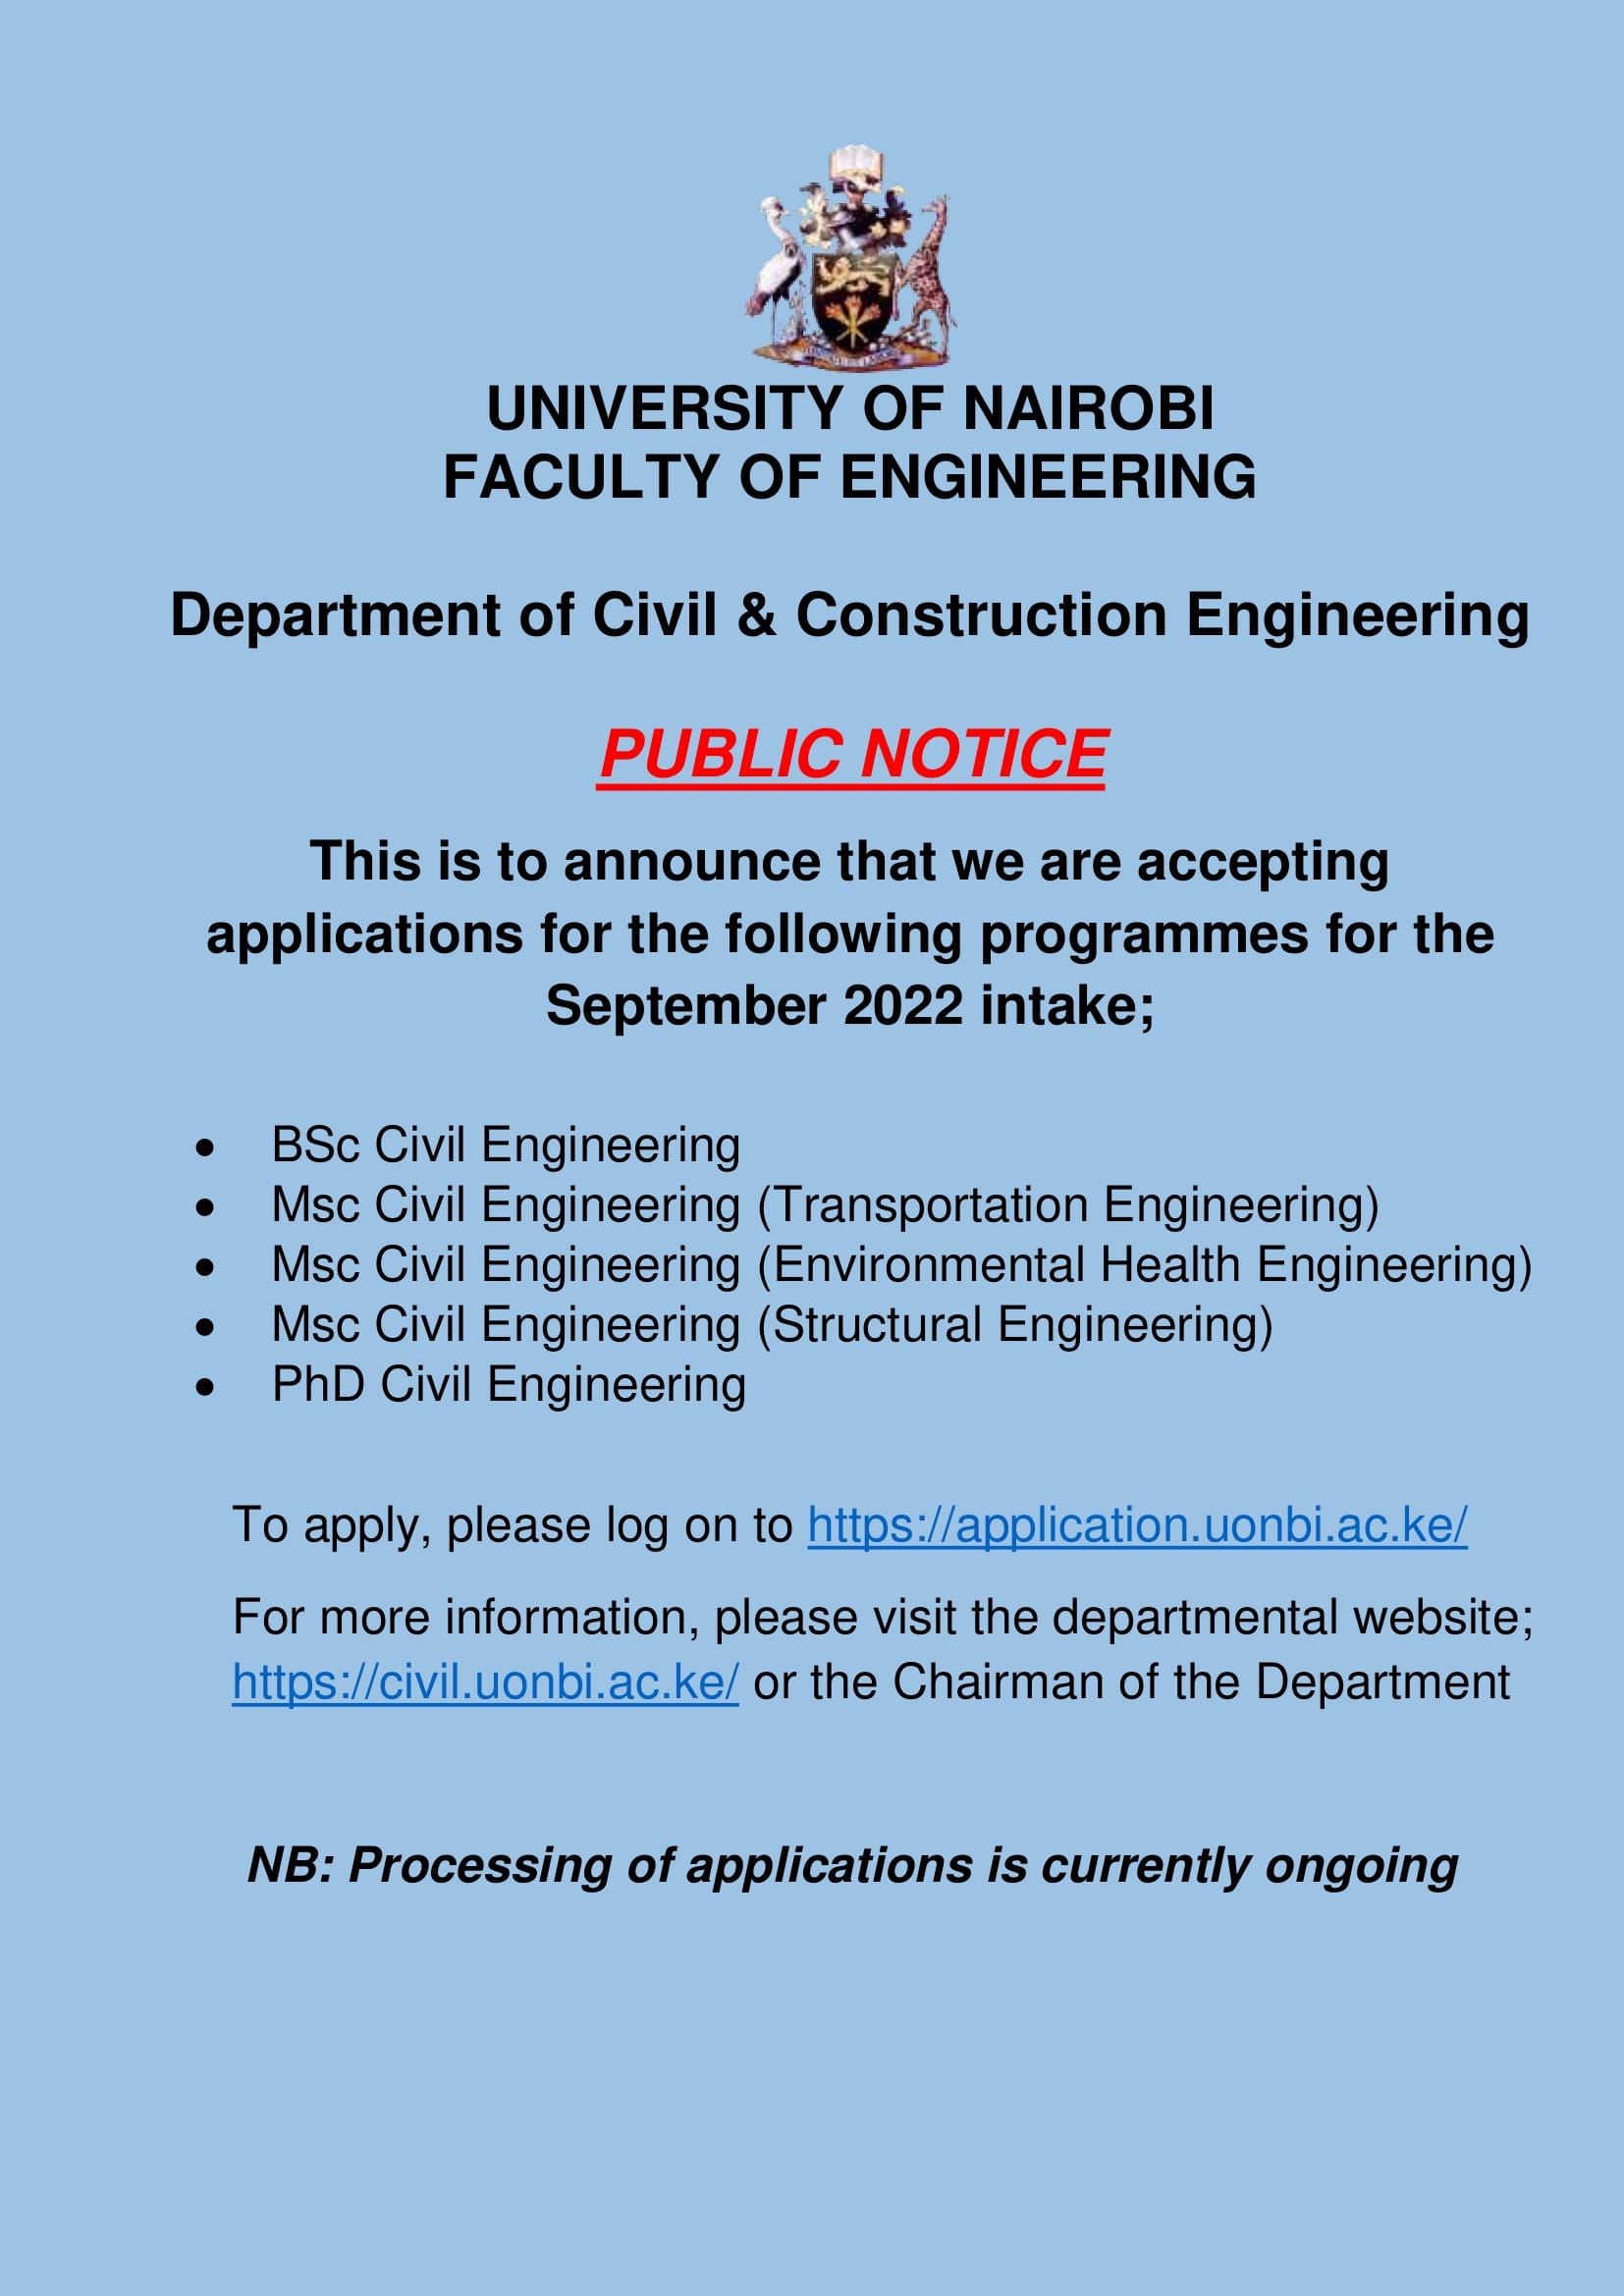 UNIVERSITY OF NAIROBI
FACULTY OF ENGINEERING
Department of Civil & Construction Engineering
PUBLIC NOTICE
This is to announce that we are accepting
applications for the following programmes for the
September 2022 intake;
• BSc Civil Engineering
• Msc Civil Engineering (Transportation Engineering)
• Msc Civil Engineering (Environmental Health Engineering)
• Msc Civil Engineering (Structural Engineering)
• PhD Civil Engineering
To apply, please log on to https://application.uonbi.ac.ke/
For more information, please visit the departmental website;
https://civil.uonbi.ac.ke/ or the Chairman of the Department
NB: Processing of applications is currently ongoing